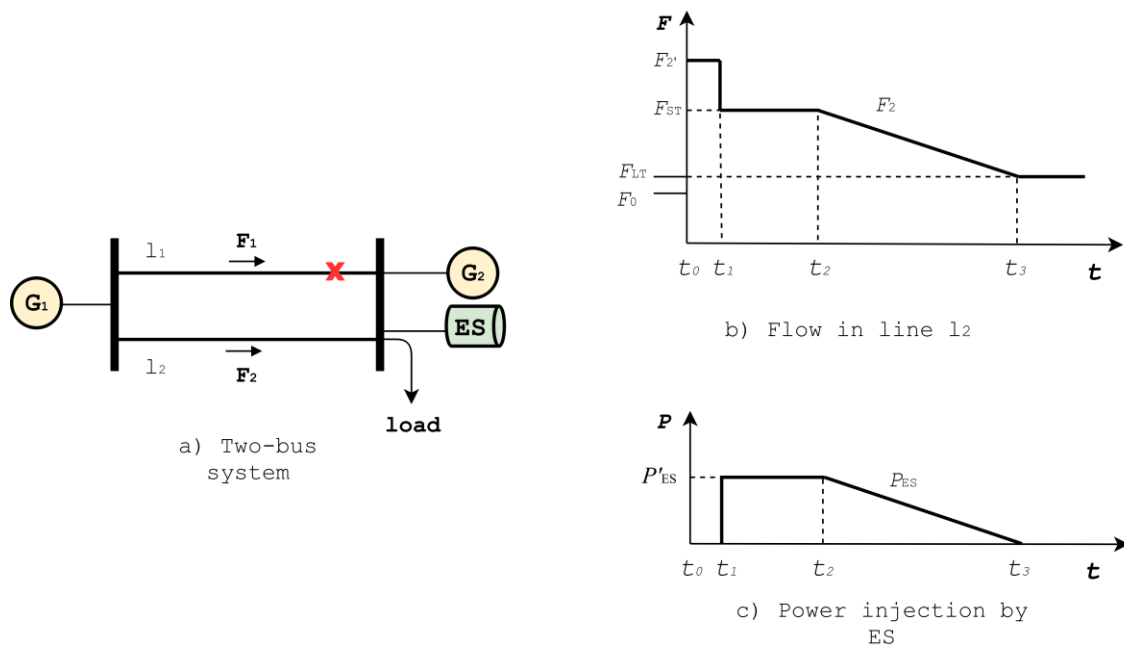 l1
F1
X
G1
G2
ES
l2
F2
load
a) Two-bus
system
F
F2'
FST
F2
FLT
F0
t0 t1 t2 t3 t
b) Flow in line l2
P
P'ES
PES
t0 t1 t2 t3 t
c) Power injection by
ES